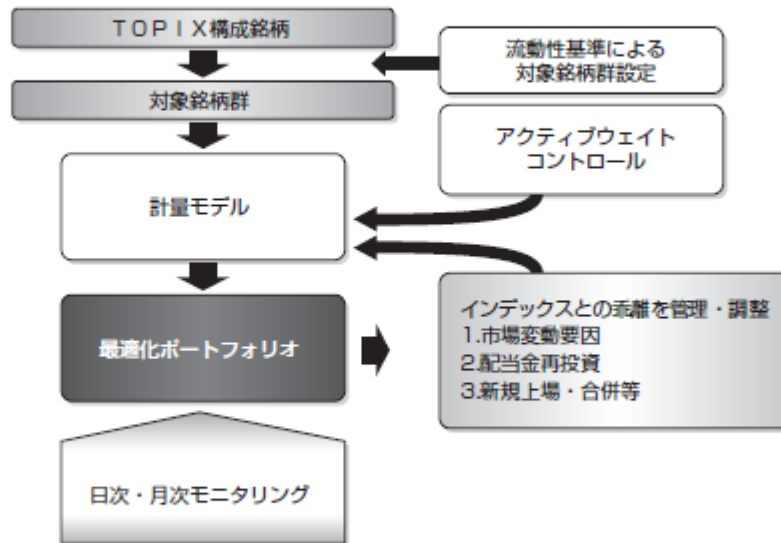 ＴＯＰＩＸ構成銘柄
流動性基準による
対象銘柄群設定
対象銘柄群
アクティブウェイト
コントロール
計量モデル
最適化ポートフォリオ
インデックスとの乖離を管理・調整
1.市場変動要因
2.配当金再投資
3.新規上場・合併等
日次・月次モニタリング